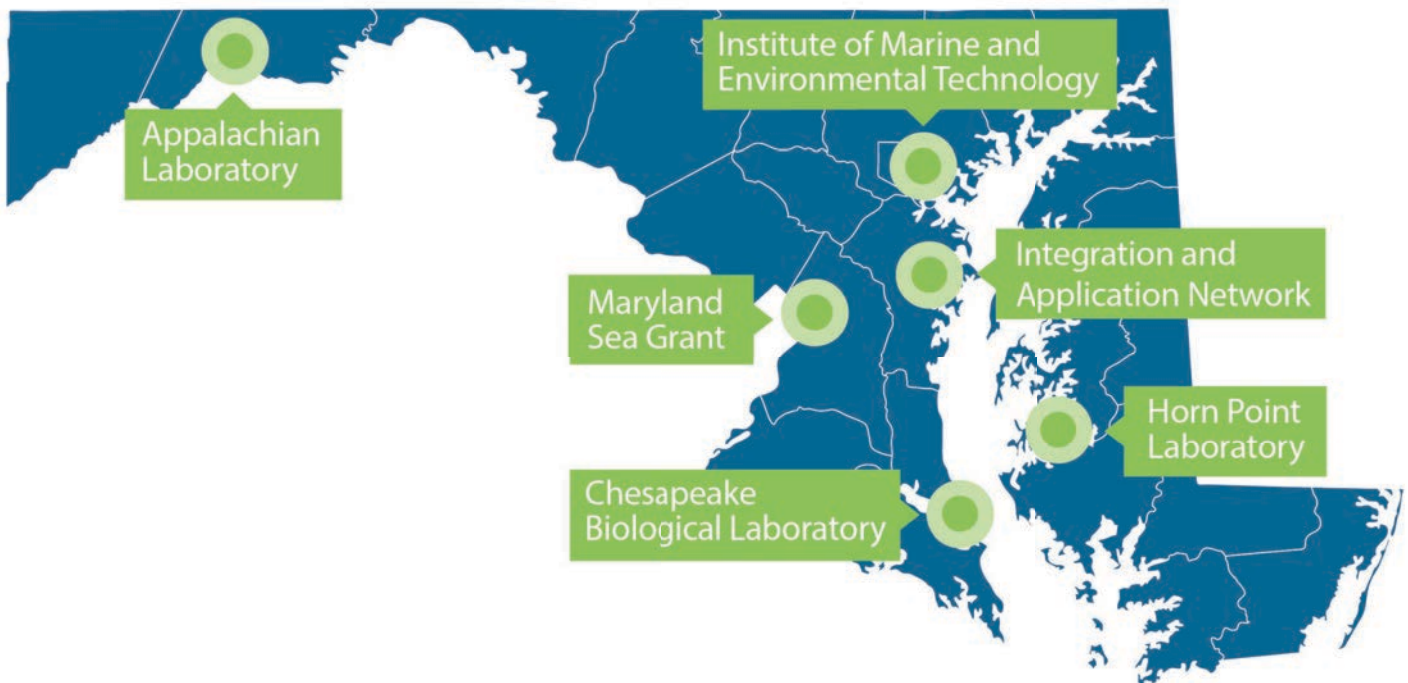 Institute of Marine and
Environmental Technology
Appalachian
Laboratory
Integration and
Application Network
Maryland
Sea Grant
Horn Point
Laboratory
Chesapeake
Biological Laboratory